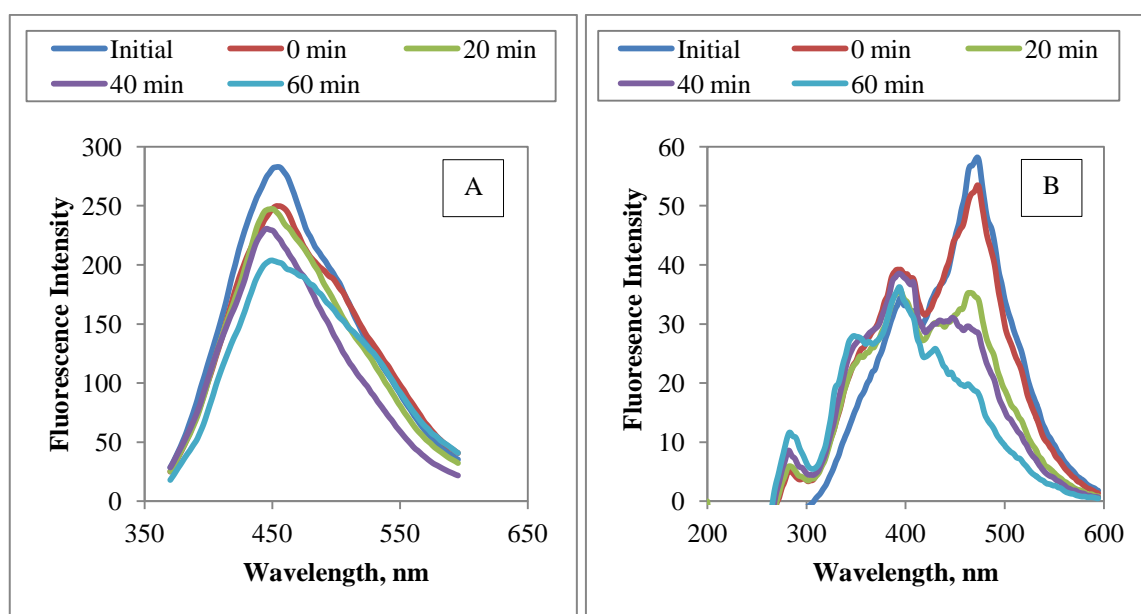 Initial 0 min 20 min
40 min 60 min
A
300
250
200
150
100
50
0
350 450 550 650
Fluorescence Intensity
Wavelength, nm
Initial 0 min 20 min
40 min 60 min
B
60
50
40
30
20
10
0
200 300 400 500 600
Fluoresence Intensity
Wavelength, nm